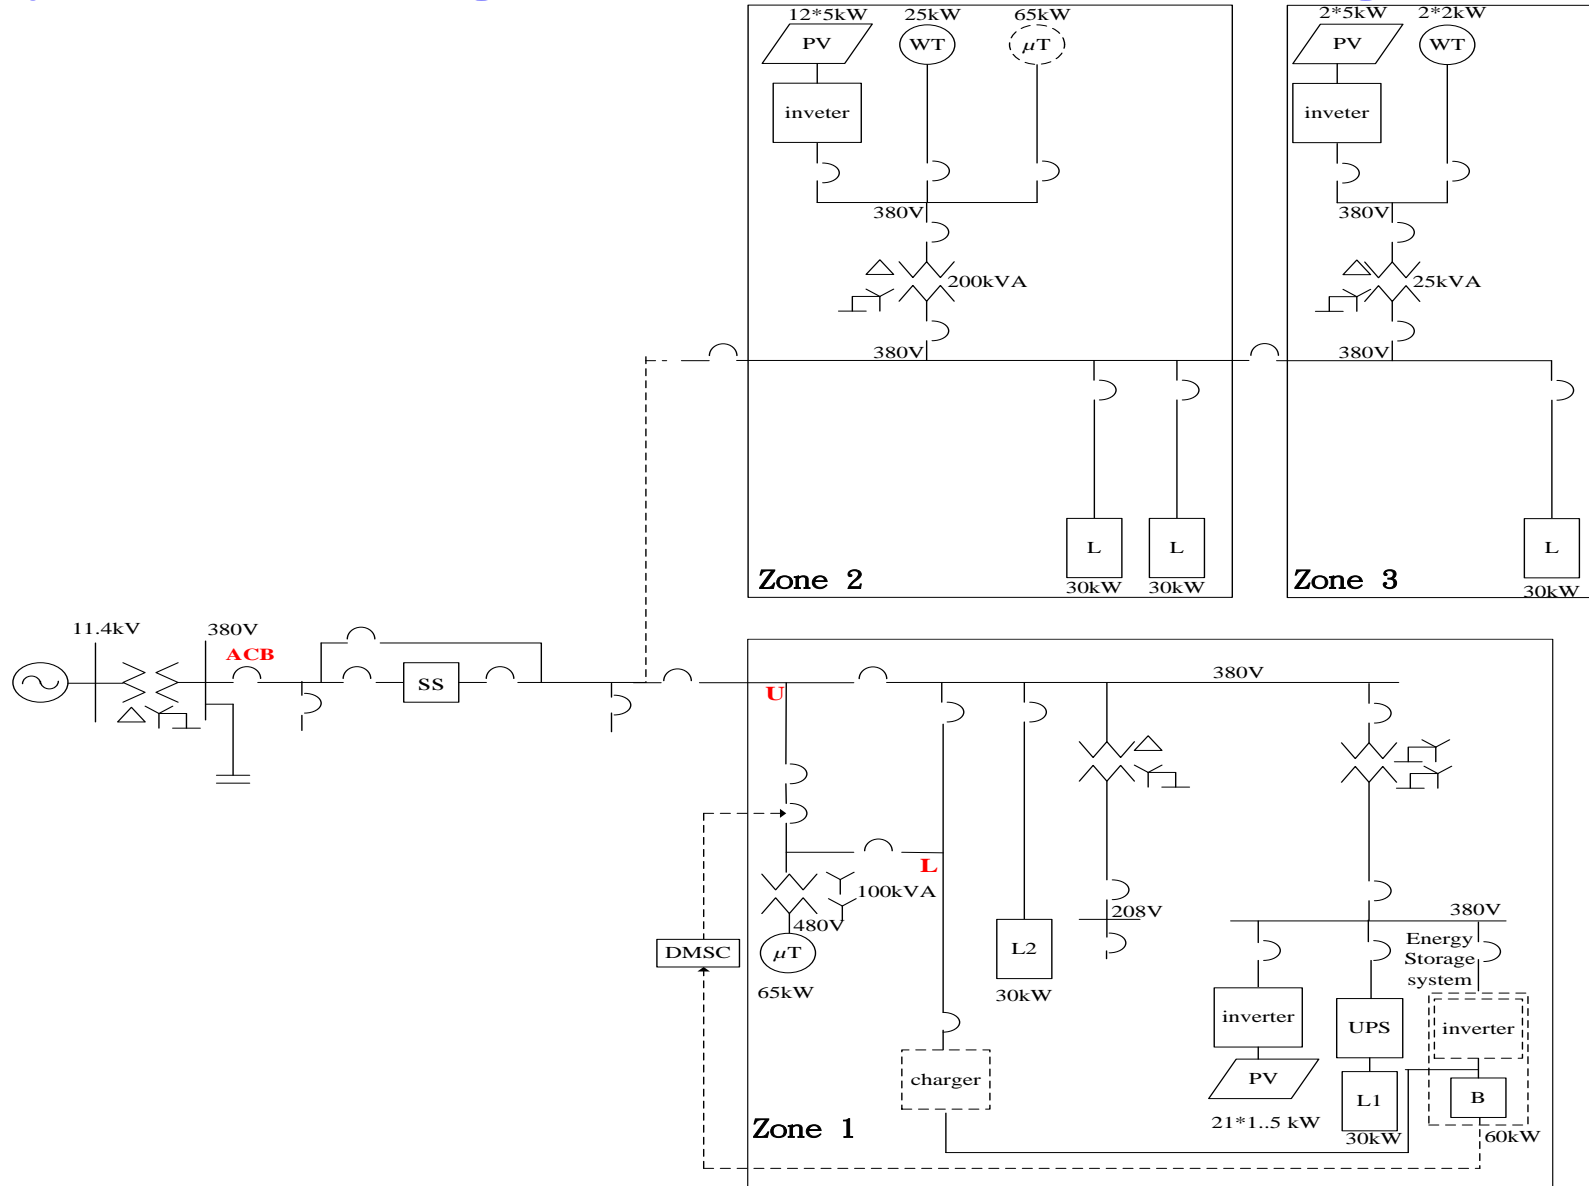 12*5kW 25kW 65kW
PV WT µT
inveter
380V
200kVA
380V
L L
30kW 30kW
Zone 2
2*5kW 2*2kW
PV WT
inveter
380V
25kVA
380V
L
30kW
Zone 3
11.4kV 380V
ACB
SS
U
380V
L
100kVA
480V
µT
65kW
DMSC
L2
30kW
208V
380V
Energy
Storage
system
inverter
PV
21*1..5 kW
UPS
L1
30kW
inverter
B
60kW
charger
Zone 1